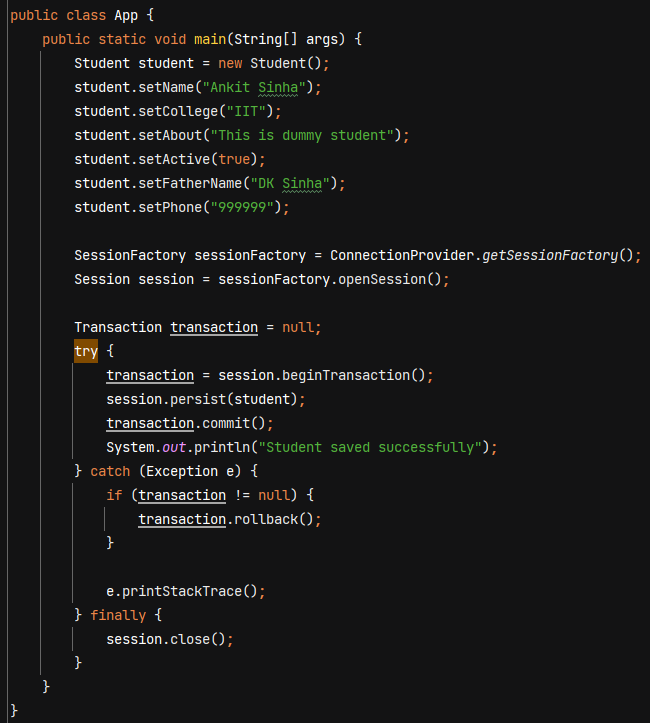 public class App {
    public static void main(String[] args) {
        Student student = new Student();
        student.setName("Ankit Sinha");
        student.setCollege("IIT");
        student.setAbout("This is dummy student");
        student.setActive(true);
        student.setFatherName("DK Sinha");
        student.setPhone("999999");

        SessionFactory sessionFactory = ConnectionProvider.getSessionFactory();
        Session session = sessionFactory.openSession();

        Transaction transaction = null;
        try {
            transaction = session.beginTransaction();
            session.persist(student);
            transaction.commit();
            System.out.println("Student saved successfully");
        } catch (Exception e) {
            if (transaction != null) {
                transaction.rollback();
            }

            e.printStackTrace();
        } finally {
            session.close();
        }
    }
}